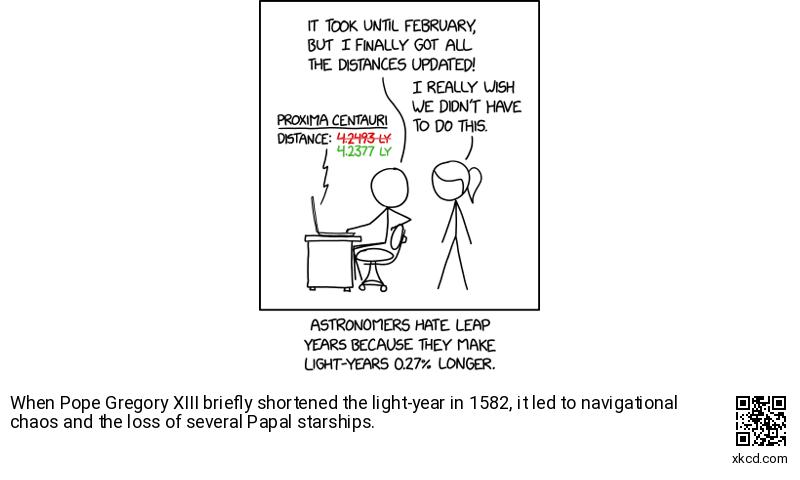 IT TOOK UNTIL FEBRUARY,
BUT I FINALLY GOT ALL
THE DISTANCES UPDATED!
I REALLY WISH
WE DIDN'T HAVE
TO DO THIS.
PROXIMA CENTAURI
DISTANCE: 4.2493 LY
4.2377 LY
ASTRONOMERS HATE LEAP
YEARS BECAUSE THEY MAKE
LIGHT-YEARS 0.27% LONGER.
When Pope Gregory XIII briefly shortened the light-year in 1582, it led to navigational
chaos and the loss of several Papal starships.
xkcd.com